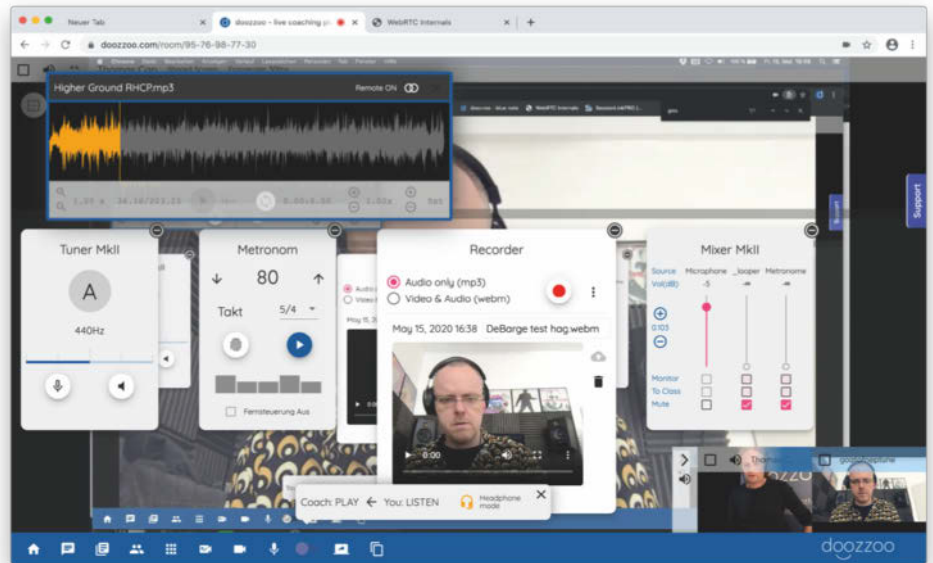 Neuer Tab
doozzoo - live coaching pl
WebRTC Internals
doozzoo.com/room/95-76-98-77-30
Higher Ground RHCP.mp3
Remote ON
Support
Tuner MkII
A
440Hz
Metronom
80
Takt
5/4
Fernsteuerung Aus
Recorder
Audio only (mp3)
Video & Audio (webm)
May 15, 2020 16:38 DeBarge test hag.webm
0:00
Mixer MkII
Source Microphone _looper Metronome
Vol(dB) -5 -∞ -∞
0.103
Monitor
To Class
Mute
Coach: PLAY ← You: LISTEN
Headphone mode
doozzoo